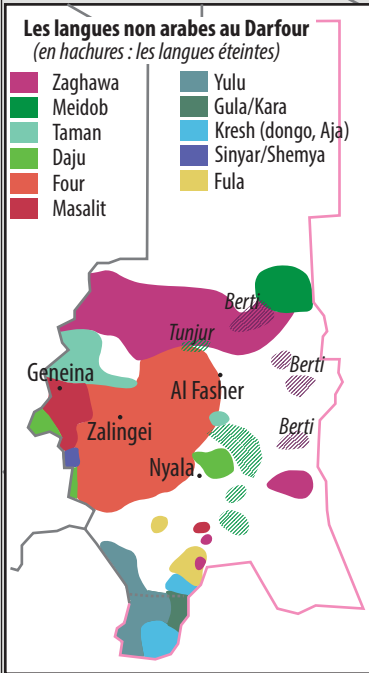 Les langues non arabes au Darfour
(en hachures : les langues éteintes)
Zaghawa
Meidob
Taman
Daju
Four
Masalit
Yulu
Gula/Kara
Kresh (dongo, Aja)
Sinyar/Shemya
Fula
Berti
Tunjur
Berti
Geneina
Al Fasher
Zalingei
Berti
Nyala